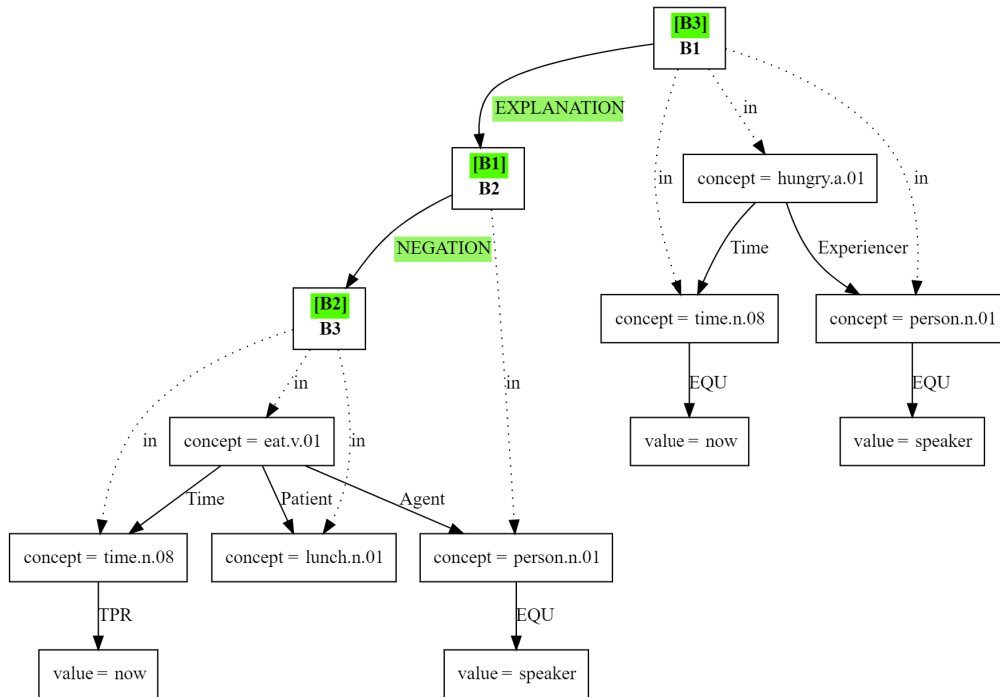 [B3]
B1
EXPLANATION
in
[B1]
B2
in
concept = hungry.a.01
in
NEGATION
Time
Experiencer
[B2]
B3
concept = time.n.08
concept = person.n.01
in
in
EQU
EQU
concept = eat.v.01
value = now
value = speaker
in
in
Time
Patient
Agent
concept = time.n.08
concept = lunch.n.01
concept = person.n.01
TPR
EQU
value = now
value = speaker